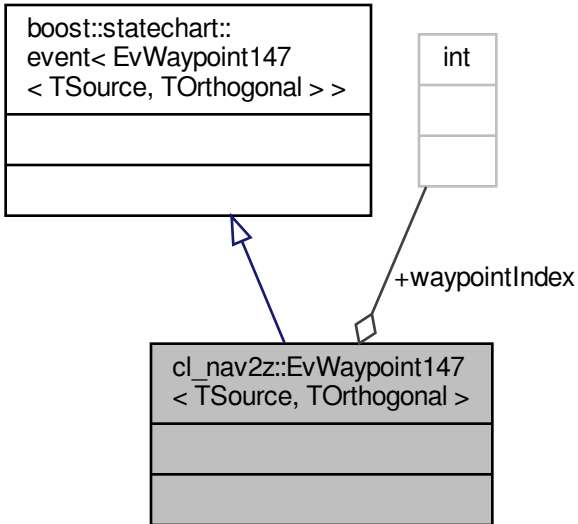 boost::statechart::
event< EvWaypoint147
< TSource, TOrthogonal > >
int
+waypointIndex
cl_nav2z::EvWaypoint147
< TSource, TOrthogonal >